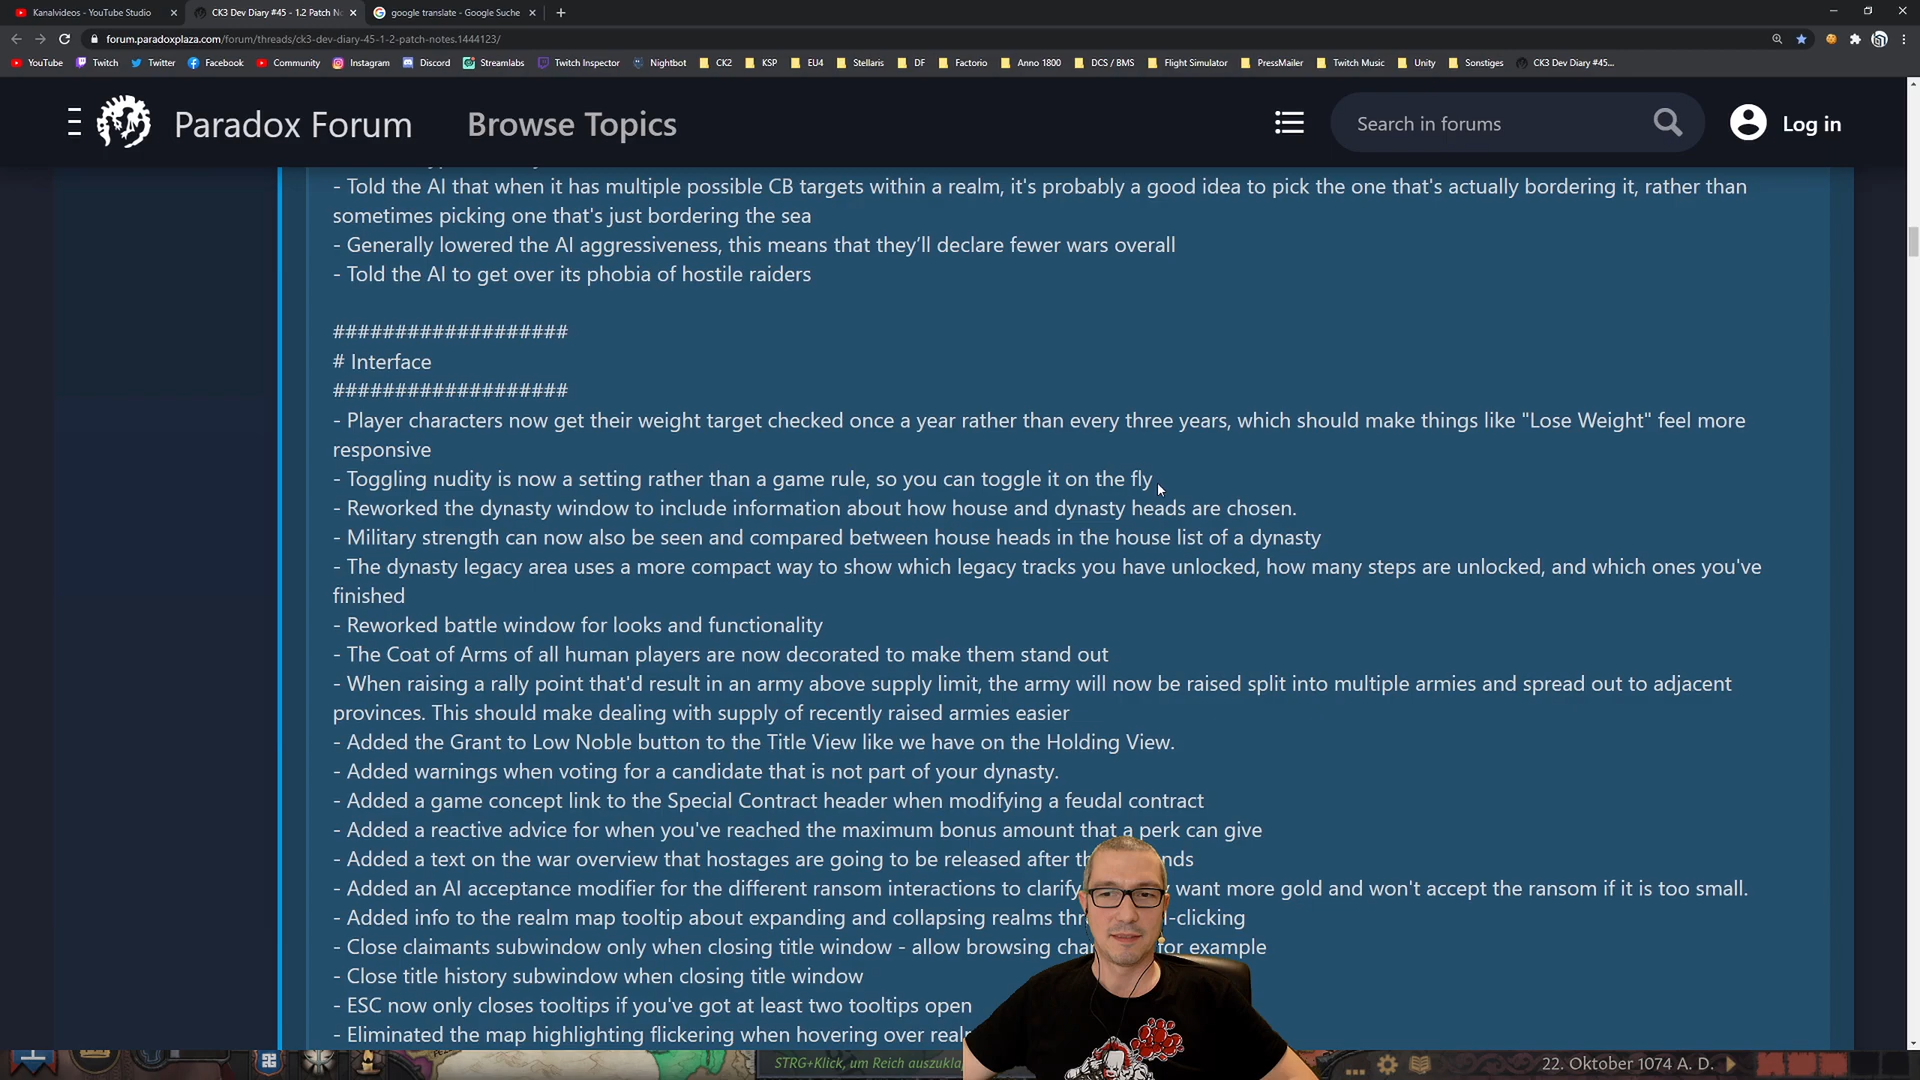 Kanalvideos - YouTube Studio
CK3 Dev Diary #45 - 1.2 Patch No
google translate - Google Suche
forum.paradoxplaza.com/forum/threads/ck3-dev-diary-45-1-2-patch-notes.1444123/
YouTube Twitch Twitter Facebook Community Instagram Discord Streamlabs Twitch Inspector Nightbot CK2 KSP EU4 Stellaris DF Factorio Anno 1800 DCS / BMS Flight Simulator PressMailer Twitch Music Unity Sonstiges CK3 Dev Diary #45...
Paradox Forum
Browse Topics
Search in forums
Log in
- Told the AI that when it has multiple possible CB targets within a realm, it's probably a good idea to pick the one that's actually bordering it, rather than
sometimes picking one that's just bordering the sea
- Generally lowered the AI aggressiveness, this means that they’ll declare fewer wars overall
- Told the AI to get over its phobia of hostile raiders
###################
# Interface
###################
- Player characters now get their weight target checked once a year rather than every three years, which should make things like "Lose Weight" feel more
responsive
- Toggling nudity is now a setting rather than a game rule, so you can toggle it on the fly
- Reworked the dynasty window to include information about how house and dynasty heads are chosen.
- Military strength can now also be seen and compared between house heads in the house list of a dynasty
- The dynasty legacy area uses a more compact way to show which legacy tracks you have unlocked, how many steps are unlocked, and which ones you've
finished
- Reworked battle window for looks and functionality
- The Coat of Arms of all human players are now decorated to make them stand out
- When raising a rally point that'd result in an army above supply limit, the army will now be raised split into multiple armies and spread out to adjacent
provinces. This should make dealing with supply of recently raised armies easier
- Added the Grant to Low Noble button to the Title View like we have on the Holding View.
- Added warnings when voting for a candidate that is not part of your dynasty.
- Added a game concept link to the Special Contract header when modifying a feudal contract
- Added a reactive advice for when you've reached the maximum bonus amount that a perk can give
- Added a text on the war overview that hostages are going to be released after th nds
- Added an AI acceptance modifier for the different ransom interactions to clarify want more gold and won't accept the ransom if it is too small.
- Added info to the realm map tooltip about expanding and collapsing realms thr l-clicking
- Close claimants subwindow only when closing title window - allow browsing cha for example
- Close title history subwindow when closing title window
- ESC now only closes tooltips if you've got at least two tooltips open
- Eliminated the map highlighting flickering when hovering over real
STRG+Klick, um Reich auszukla
22. Oktober 1074 A. D.